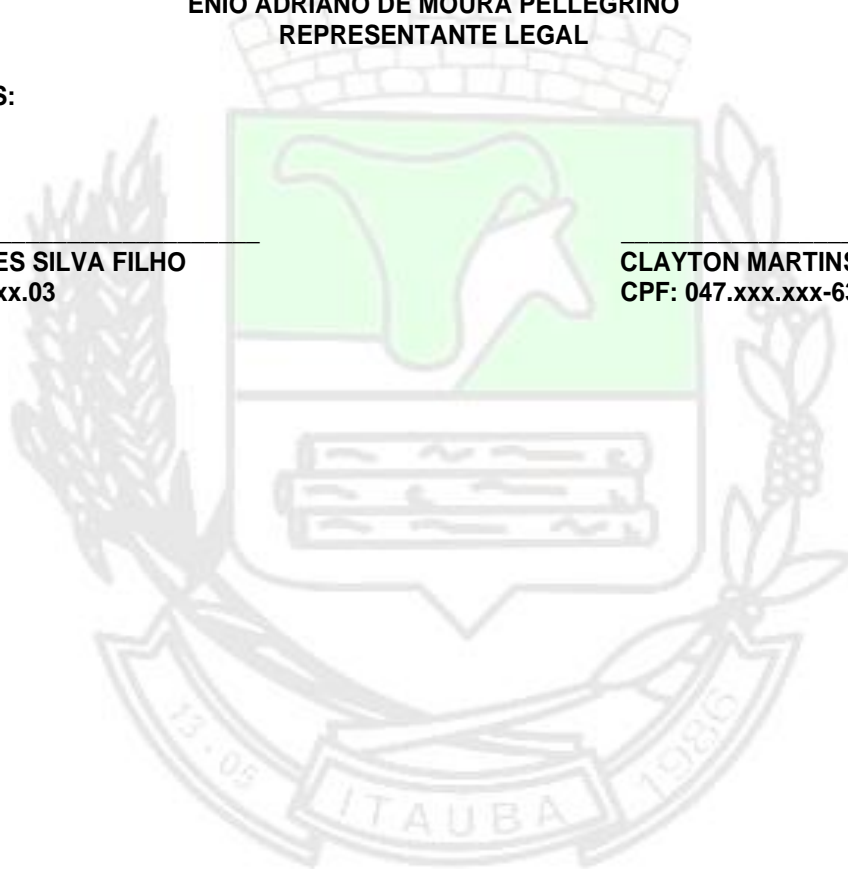 ENIO ADRIANO DE MOURA PELLEGRINO
REPRESENTANTE LEGAL
S:
ES SILVA FILHO
xx.03
CLAYTON MARTINS
CPF: 047.xxx.xxx-63
13 - 05
ITAUBA
1986